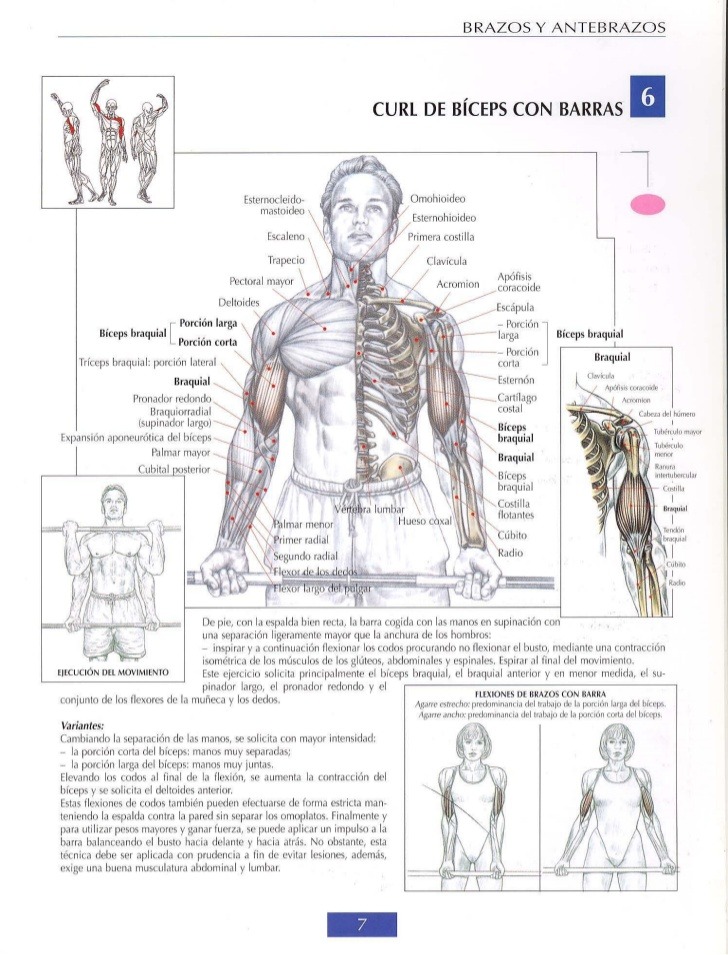 BRAZOS Y ANTEBRAZOS
CURL DE BÍCEPS CON BARRAS
6
Esternocleido-
mastoideo
Escaleno
Trapecio
Pectoral mayor
Deltoides
Bíceps braquial
Porción larga
Porción corta
Tríceps braquial: porción lateral
Braquial
Pronador redondo
Braquiorradial
(supinador largo)
Expansión aponeurótica del bíceps
Palmar mayor
Cubital posterior
Omohioideo
Esternohioideo
Primera costilla
Clavícula
Acromion
Apófisis
coracoide
Escápula
– Porción
larga
– Porción
corta
Bíceps braquial
Esternón
Cartílago
costal
Bíceps
braquial
Braquial
Bíceps
braquial
Costilla
flotantes
Cúbito
Radio
Vértebra lumbar
Hueso coxal
Palmar menor
Primer radial
Segundo radial
Flexor de los dedos
Flexor largo del pulgar
Braquial
Clavícula
Apófisis coracoide
Acromion
Cabeza del húmero
Tubérculo mayor
Tubérculo
menor
Ranura
intertubercular
Costilla
Braquial
Tendón
braquial
Cúbito
Radio
EJECUCIÓN DEL MOVIMIENTO
De pie, con la espalda bien recta, la barra cogida con las manos en supinación con
una separación ligeramente mayor que la anchura de los hombros:
– inspirar y a continuación flexionar los codos procurando no flexionar el busto, mediante una contracción
isométrica de los músculos de los glúteos, abdominales y espinales. Espirar al final del movimiento.
Este ejercicio solicita principalmente el bíceps braquial, el braquial anterior y en menor medida, el su-
pinador largo, el pronador redondo y el
conjunto de los flexores de la muñeca y los dedos.
Variantes:
Cambiando la separación de las manos, se solicita con mayor intensidad:
– la porción corta del bíceps: manos muy separadas;
– la porción larga del bíceps: manos muy juntas.
Elevando los codos al final de la flexión, se aumenta la contracción del
bíceps y se solicita el deltoides anterior.
Estas flexiones de codos también pueden efectuarse de forma estricta man-
teniendo la espalda contra la pared sin separar los omoplatos. Finalmente y
para utilizar pesos mayores y ganar fuerza, se puede aplicar un impulso a la
barra balanceando el busto hacia delante y hacia atrás. No obstante, esta
técnica debe ser aplicada con prudencia a fin de evitar lesiones, además,
exige una buena musculatura abdominal y lumbar.
FLEXIONES DE BRAZOS CON BARRA
Agarre estrecho: predominancia del trabajo de la porción larga del bíceps.
Agarre ancho: predominancia del trabajo de la porción corta del bíceps.
7